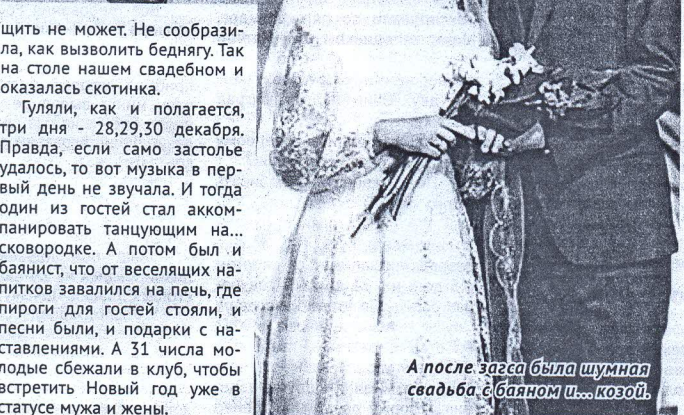 щить не может. Не сообрази-
ла, как вызволить беднягу. Так
на столе нашем свадебном и
оказалась скотинка.
Гуляли, как и полагается,
три дня - 28,29,30 декабря.
Правда, если само застолье
удалось, то вот музыка в пер-
вый день не звучала. И тогда
один из гостей стал акком-
панировать танцующим на...
сковородке. А потом был и
баянист, что от веселящих на-
питков завалился на печь, где
пироги для гостей стояли, и
песни были, и подарки с на-
ставлениями. А 31 числа мо-
лодые сбежали в клуб, чтобы
встретить Новый год уже в
статусе мужа и жены.
А после загса была шумная
свадьба с баяном и... козой.